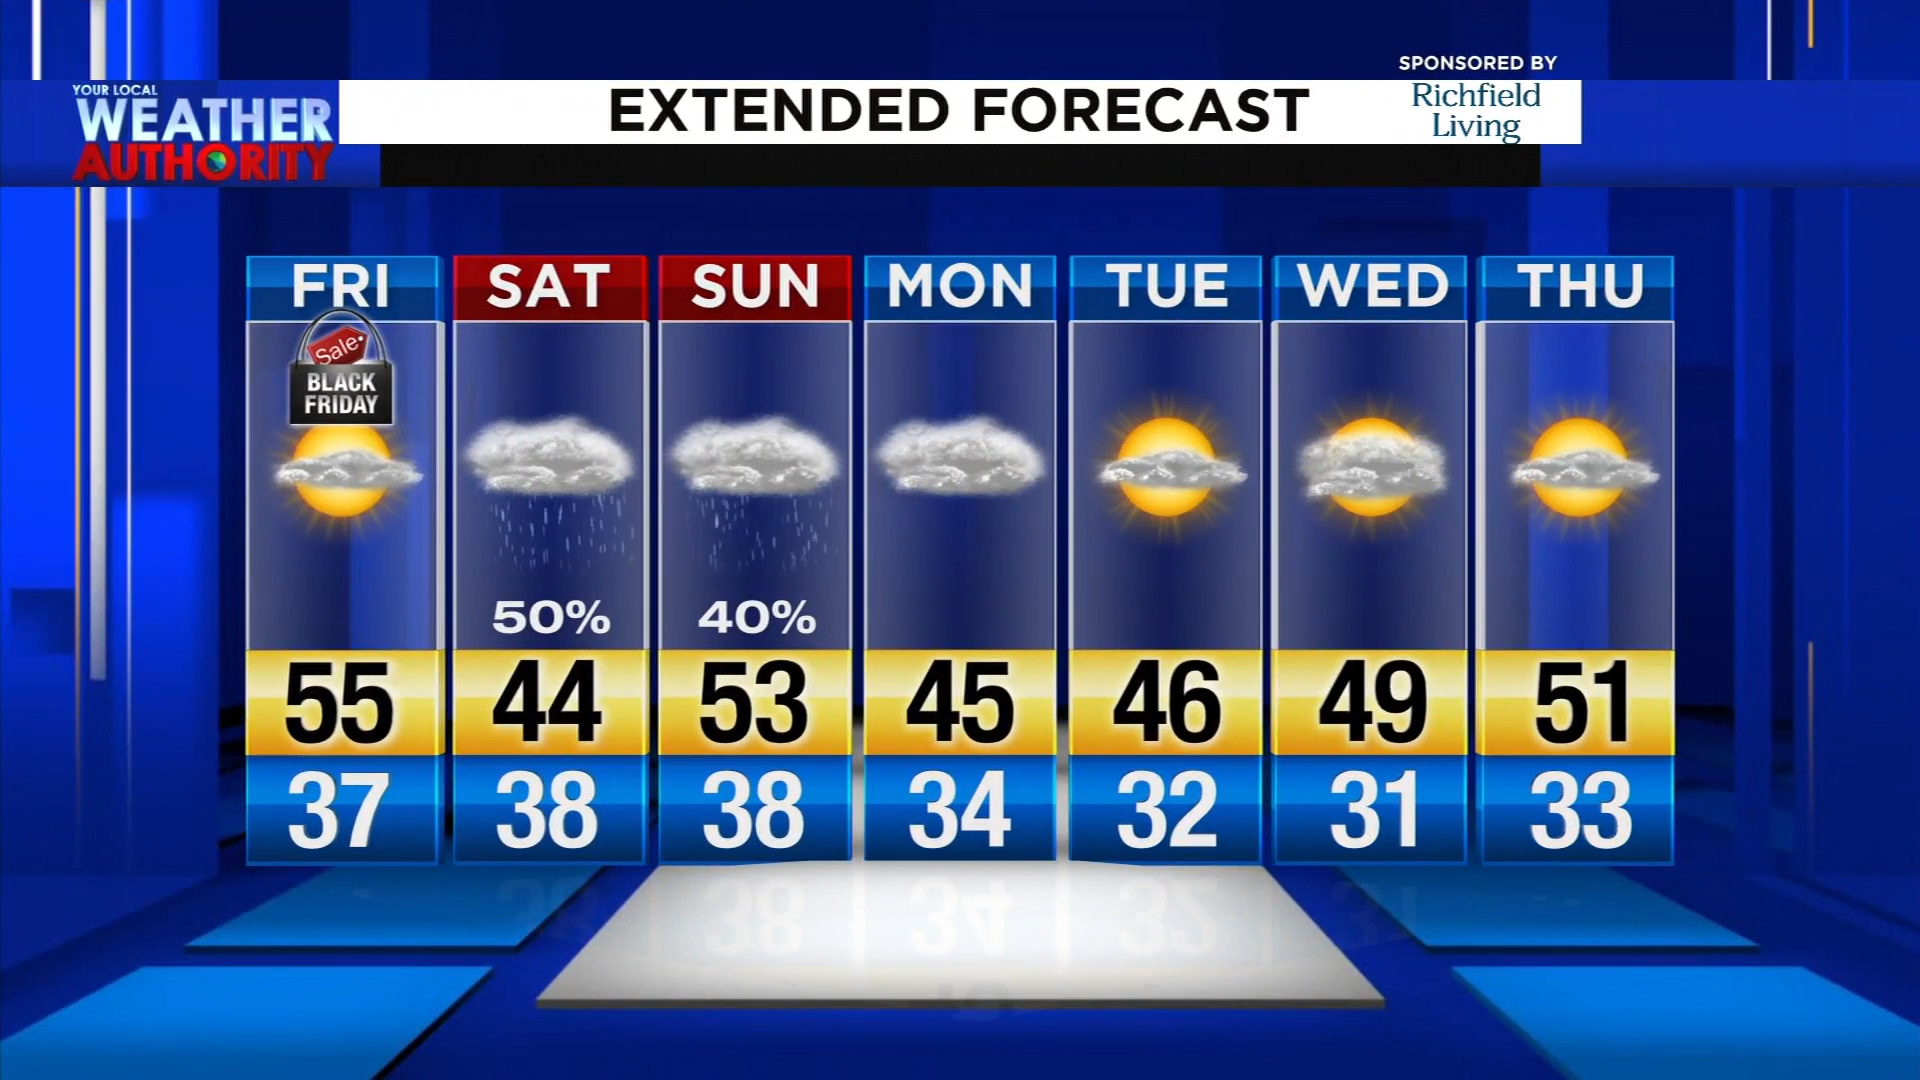 SPONSORED BY
YOUR LOCAL
WEATHER
AUTHORITY
EXTENDED FORECAST
Richfield
Living
FRI SAT SUN MON TUE WED THU
Sale
BLACK
FRIDAY
50% 40%
55 44 53 45 46 49 51
37 38 38 34 32 31 33